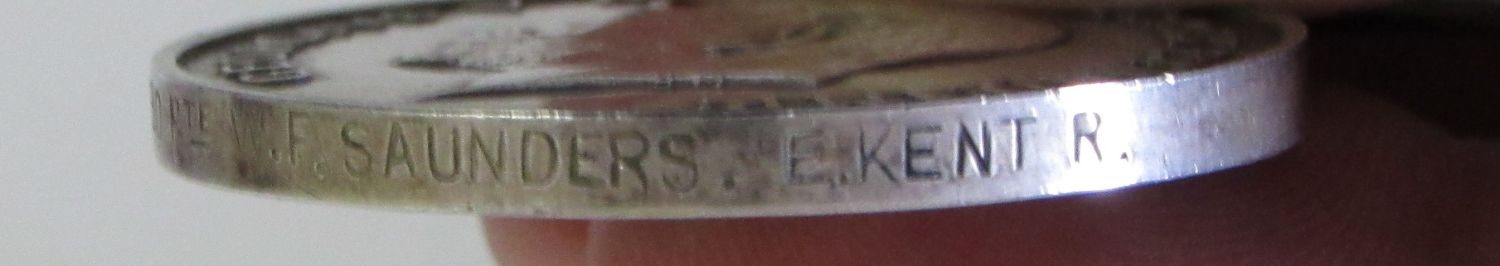 PTE W.F. SAUNDERS. E.KENT R.